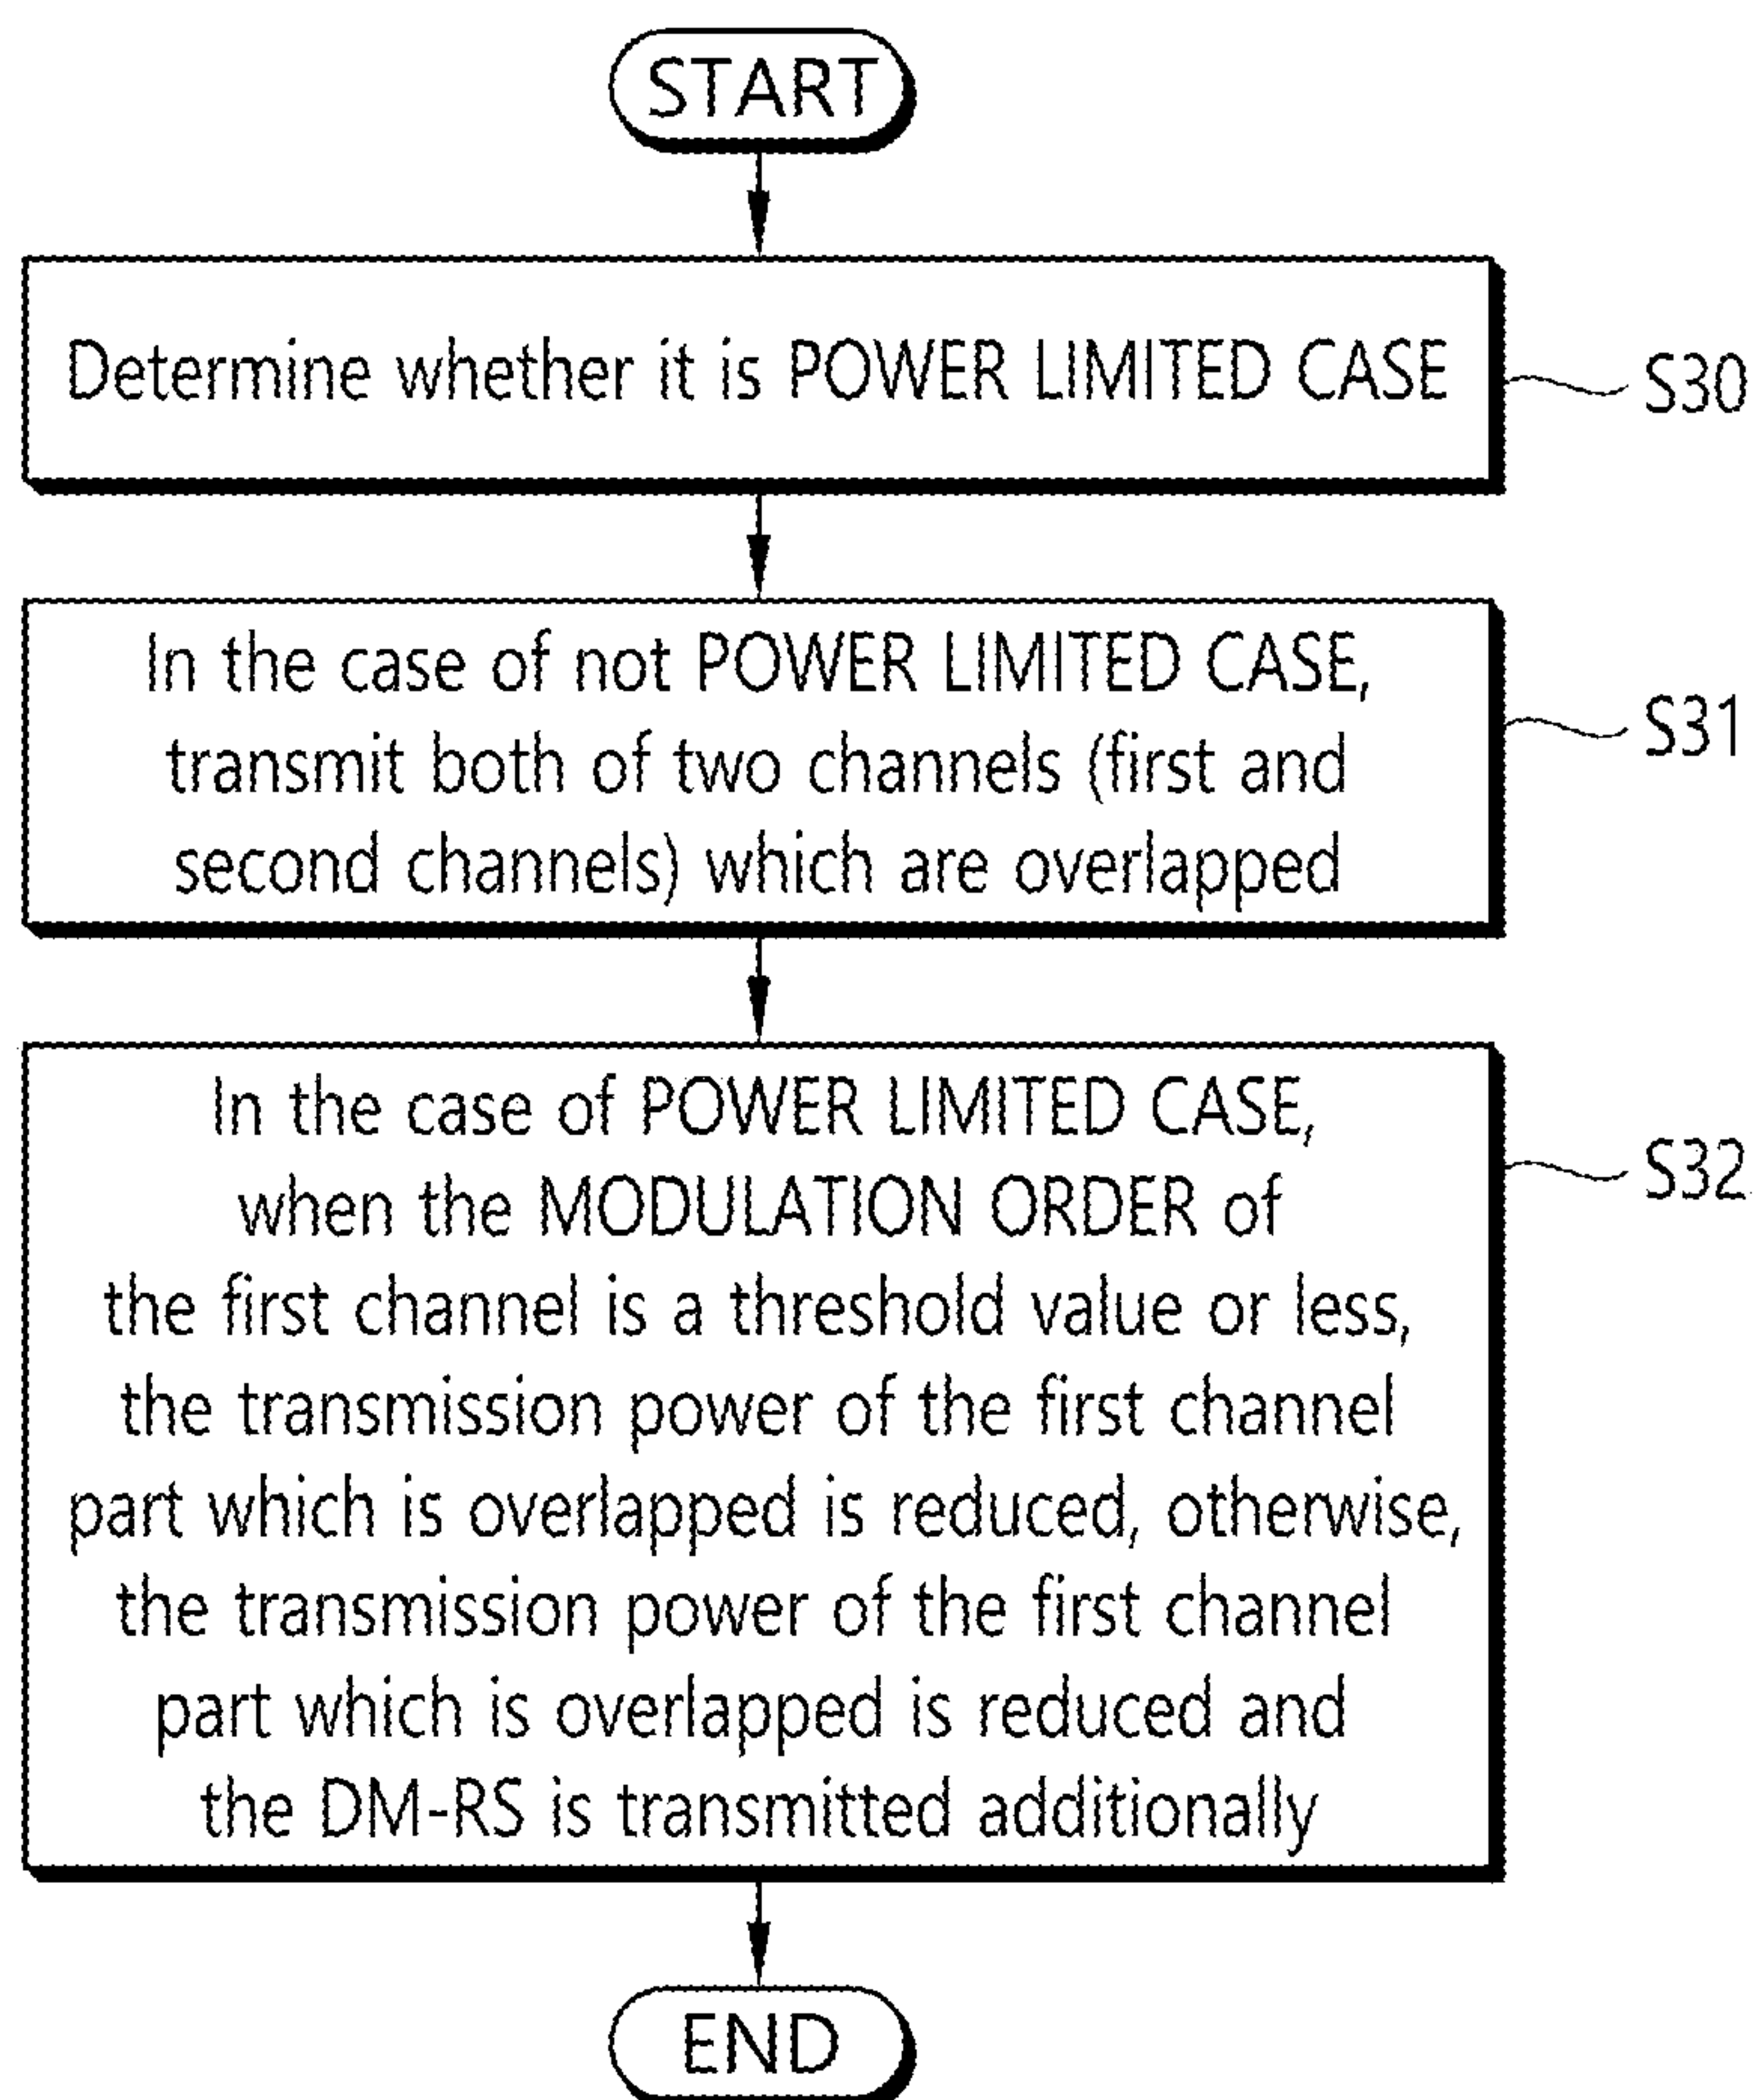 START
Determine whether it is POWER LIMITED CASE
S30
In the case of not POWER LIMITED CASE,
transmit both of two channels (first and
second channels) which are overlapped
S31
In the case of POWER LIMITED CASE,
when the MODULATION ORDER of
the first channel is a threshold value or less,
the transmission power of the first channel
part which is overlapped is reduced, otherwise,
the transmission power of the first channel
part which is overlapped is reduced and
the DM-RS is transmitted additionally
S32
END